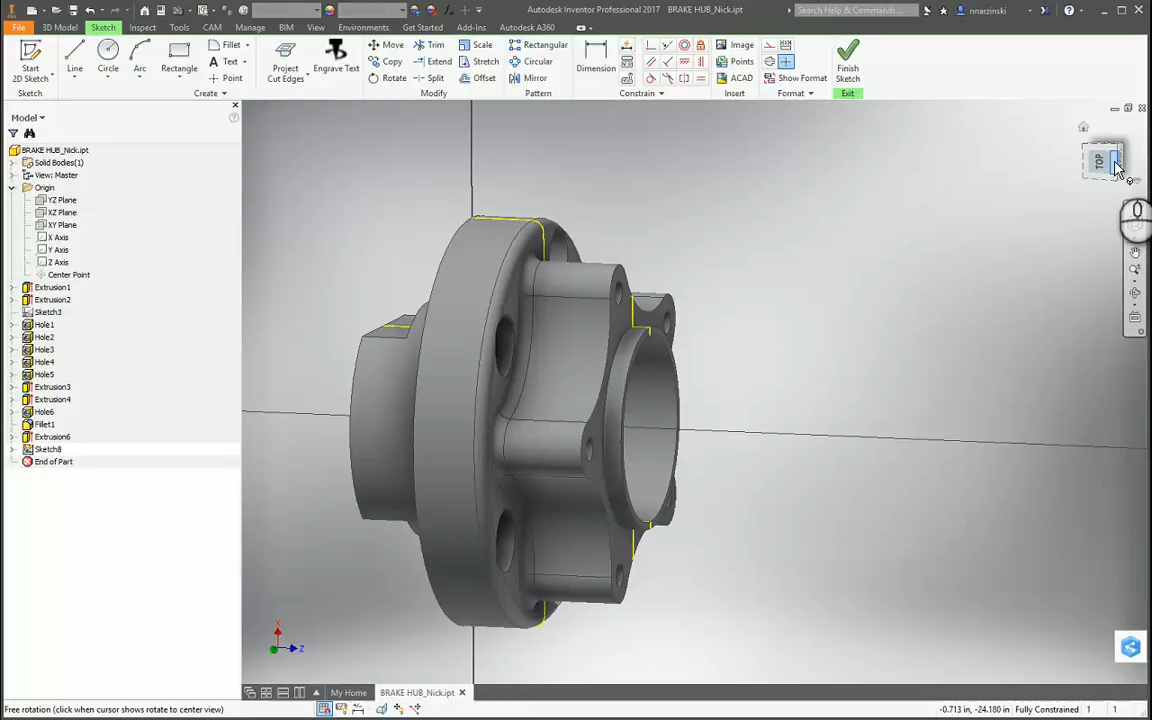 Autodesk Inventor Professional 2017 BRAKE HUB_Nick.ipt
Search Help & Commands...
nnarzinski
File 3D Model Sketch Inspect Tools CAM Manage BIM View Environments Get Started Add-Ins Autodesk A360
Start
2D Sketch
Sketch
Line
Circle
Arc
Rectangle
Fillet
Text
Point
Create
Project
Cut Edges
Engrave Text
Move
Copy
Rotate
Trim
Extend
Split
Scale
Stretch
Offset
Modify
Rectangular
Circular
Mirror
Pattern
Dimension
Constrain
Image
Points
ACAD
Insert
Show Format
Format
Finish
Sketch
Exit
Model
BRAKE HUB_Nick.ipt
Solid Bodies(1)
View: Master
Origin
YZ Plane
XZ Plane
XY Plane
X Axis
Y Axis
Z Axis
Center Point
Extrusion1
Extrusion2
Sketch3
Hole1
Hole2
Hole3
Hole4
Hole5
Extrusion3
Extrusion4
Hole6
Fillet1
Extrusion6
Sketch8
End of Part
TOP
X
Z
My Home
BRAKE HUB_Nick.ipt
Free rotation (click when cursor shows rotate to center view)
-0.713 in, -24.180 in Fully Constrained 1 1